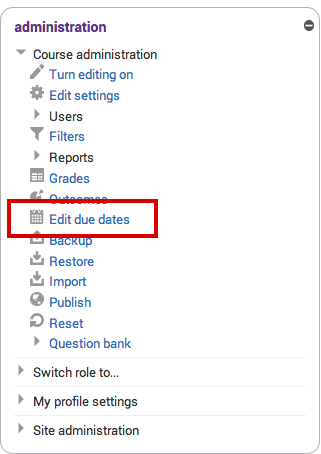 administration
Course administration
Turn editing on
Edit settings
Users
Filters
Reports
Grades
Outcomes
Edit due dates
Backup
Restore
Import
Publish
Reset
Question bank
Switch role to...
My profile settings
Site administration